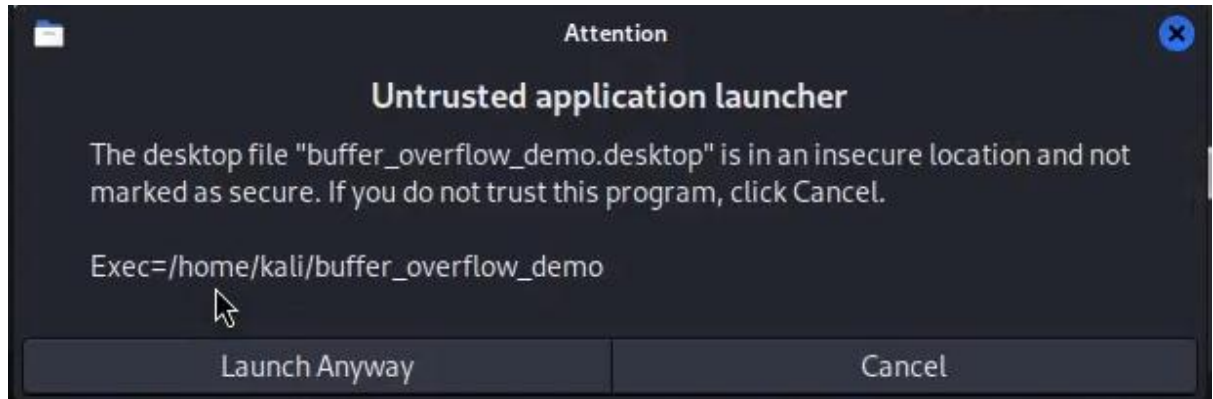 Attention
Untrusted application launcher
The desktop file "buffer_overflow_demo.desktop" is in an insecure location and not
marked as secure. If you do not trust this program, click Cancel.
Exec=/home/kali/buffer_overflow_demo
Launch Anyway
Cancel